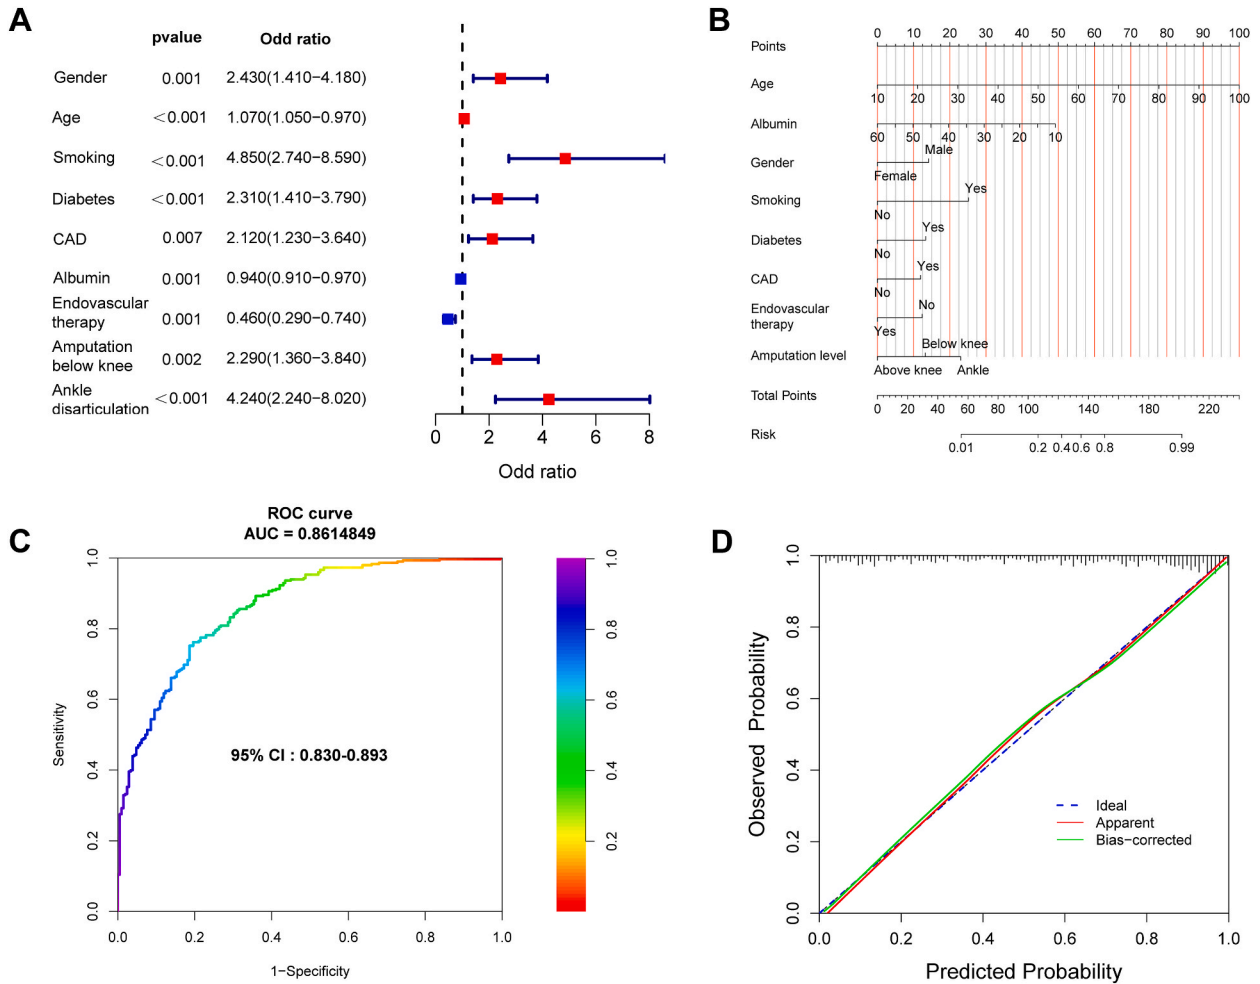 A
pvalue Odd ratio
Gender 0.001 2.430(1.410−4.180)
Age <0.001 1.070(1.050−0.970)
Smoking <0.001 4.850(2.740−8.590)
Diabetes <0.001 2.310(1.410−3.790)
CAD 0.007 2.120(1.230−3.640)
Albumin 0.001 0.940(0.910−0.970)
Endovascular
therapy 0.001 0.460(0.290−0.740)
Amputation
below knee 0.002 2.290(1.360−3.840)
Ankle
disarticulation <0.001 4.240(2.240−8.020)
0 2 4 6 8
Odd ratio
B
Points 0 10 20 30 40 50 60 70 80 90 100
Age
10 20 30 40 50 60 70 80 90 100
Albumin
60 50 40 30 20 10
Male
Gender
Female
Yes
Smoking
No
Yes
Diabetes
No
Yes
CAD
No
No
Endovascular
therapy
Yes
Below knee
Amputation level
Above knee Ankle
Total Points
0 20 40 60 80 100 140 180 220
Risk
0.01 0.2 0.4 0.6 0.8 0.99
C
ROC curve
AUC = 0.8614849
1.0
0.8
0.6
0.4
0.2
0.0
Sensitivity
95% CI : 0.830-0.893
0.0 0.2 0.4 0.6 0.8 1.0
1−Specificity
1.0
0.8
0.6
0.4
0.2
D
1.0
0.8
0.6
0.4
0.2
0.0
Observed Probability
Ideal
Apparent
Bias−corrected
0.0 0.2 0.4 0.6 0.8 1.0
Predicted Probability